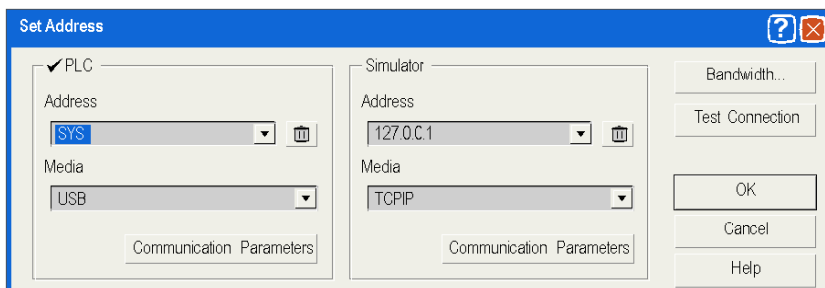 Set Address
✔PLC
Address
SYS
Media
USB
Communication Parameters
Simulator
Address
127.0.C.1
Media
TCPIP
Communication Parameters
Bandwidth...
Test Connection
OK
Cancel
Help